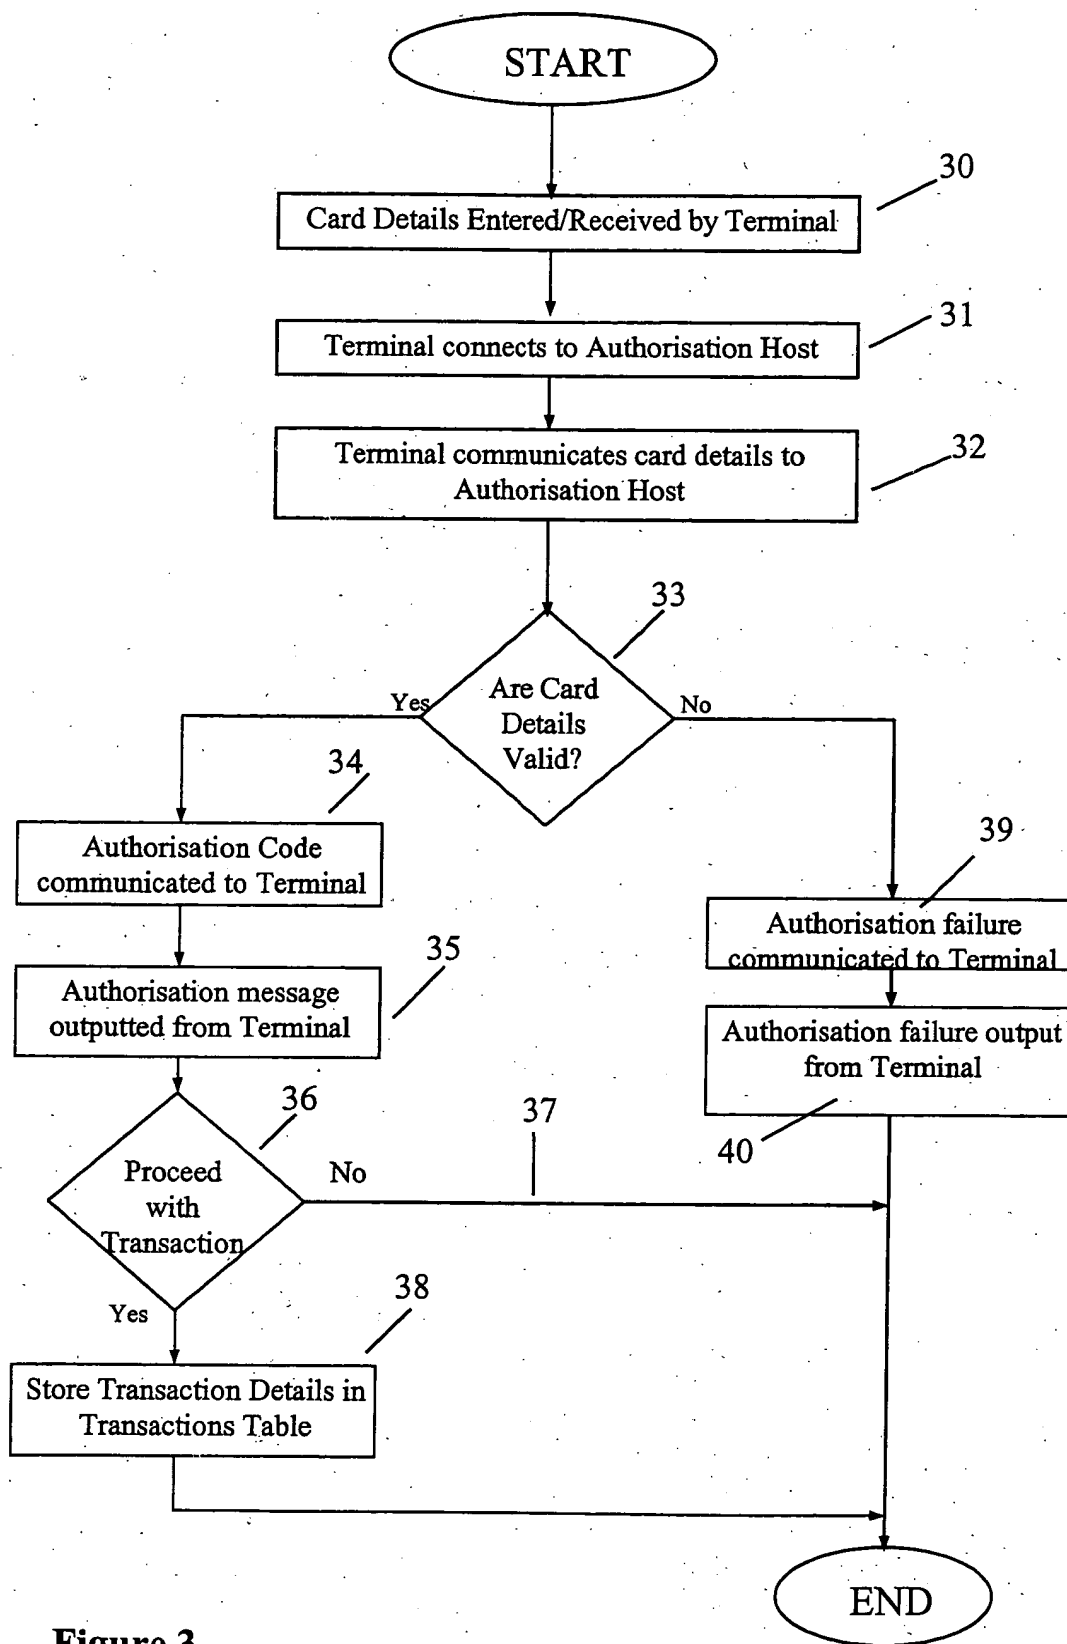 START
30
Card Details Entered/Received by Terminal
31
Terminal connects to Authorisation Host
32
Terminal communicates card details to
Authorisation Host
33
Are Card
Details
Valid?
Yes
No
34
Authorisation Code
communicated to Terminal
39
Authorisation failure
communicated to Terminal
35
Authorisation message
outputted from Terminal
Authorisation failure output
from Terminal
40
36
37
Proceed
with
Transaction
No
Yes
38
Store Transaction Details in
Transactions Table
END
Figure 3